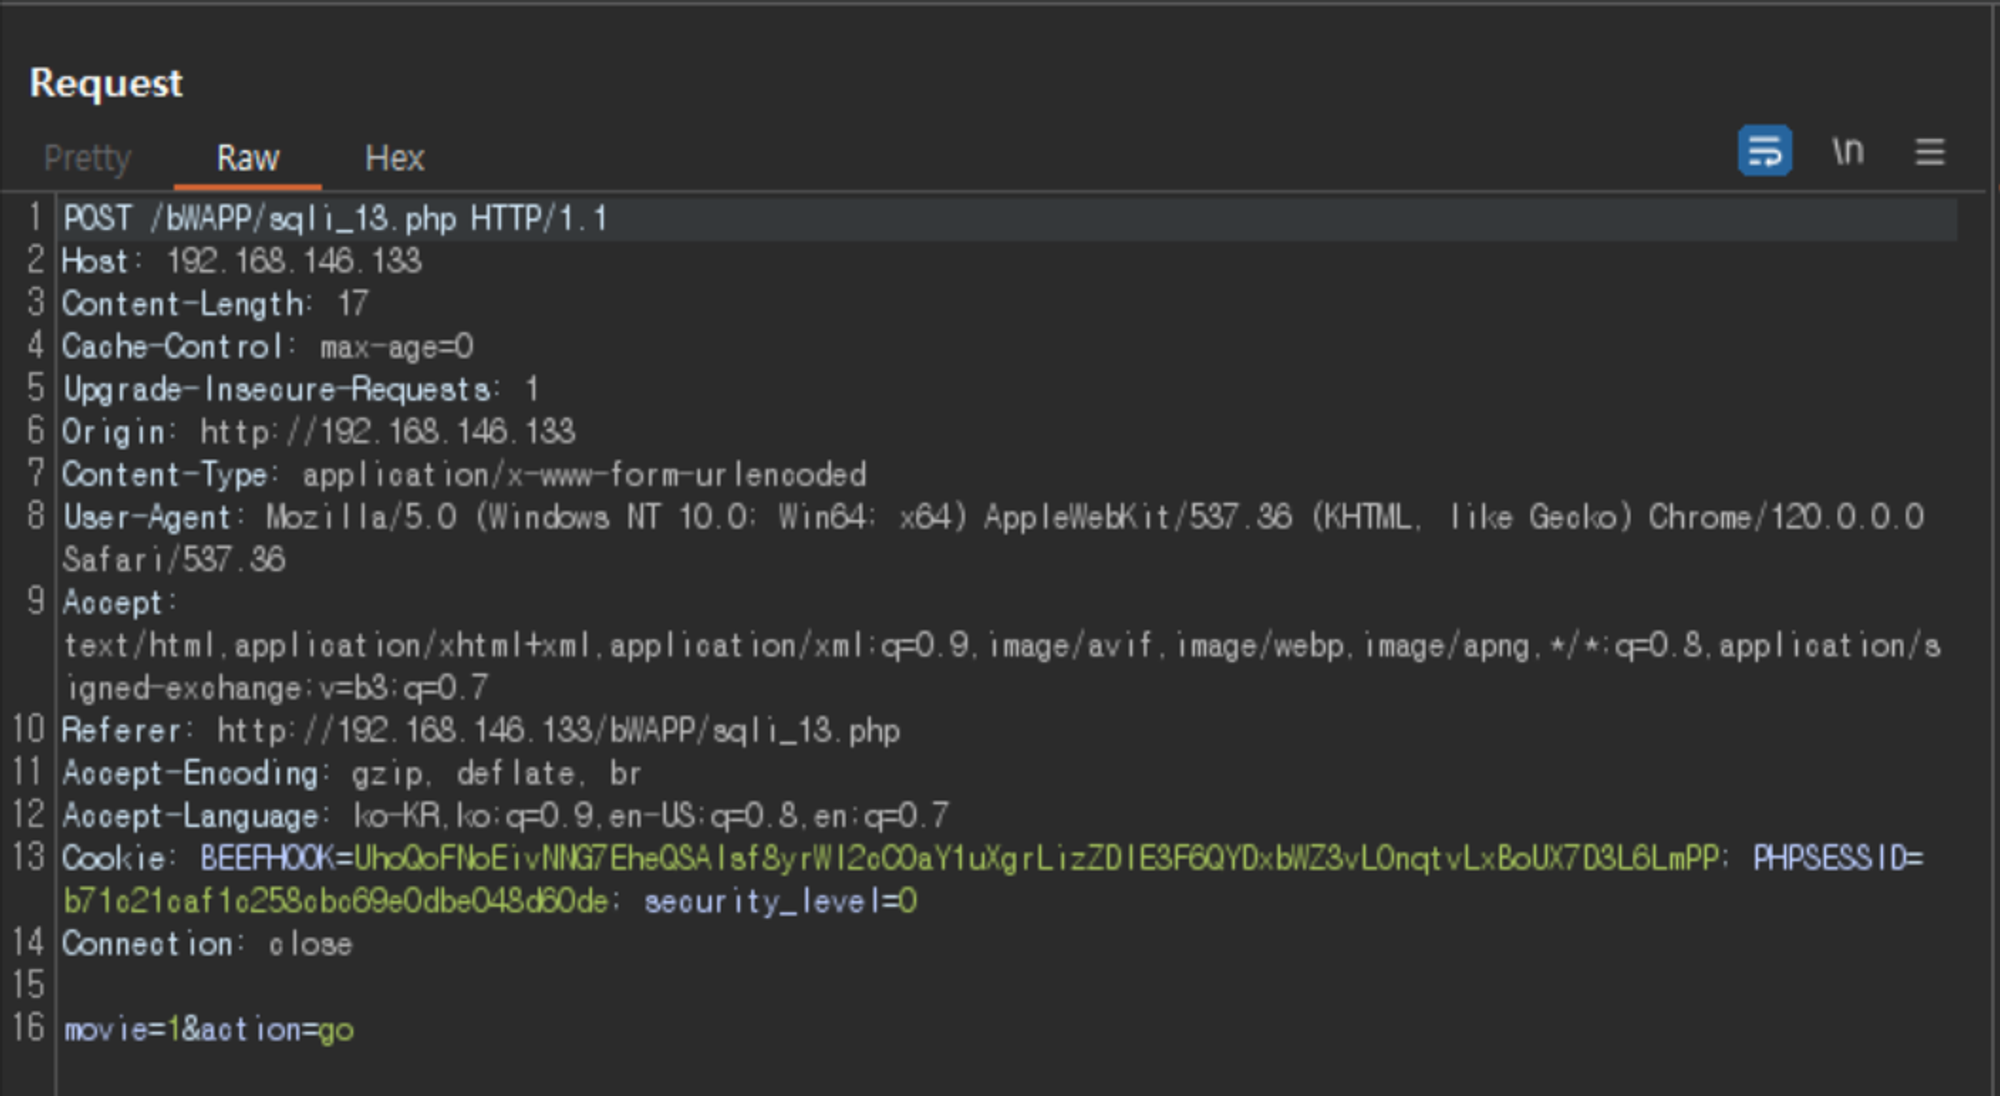 Request
Pretty Raw Hex \n
1 POST /bWAPP/sqli_13.php HTTP/1.1
2 Host: 192.168.146.133
3 Content-Length: 17
4 Cache-Control: max-age=0
5 Upgrade-Insecure-Requests: 1
6 Origin: http://192.168.146.133
7 Content-Type: application/x-www-form-urlencoded
8 User-Agent: Mozilla/5.0 (Windows NT 10.0; Win64; x64) AppleWebKit/537.36 (KHTML, like Gecko) Chrome/120.0.0.0
Safari/537.36
9 Accept:
text/html,application/xhtml+xml,application/xml;q=0.9,image/avif,image/webp,image/apng,*/*;q=0.8,application/s
igned-exchange;v=b3;q=0.7
10 Referer: http://192.168.146.133/bWAPP/sqli_13.php
11 Accept-Encoding: gzip, deflate, br
12 Accept-Language: ko-KR,ko;q=0.9,en-US;q=0.8,en;q=0.7
13 Cookie: BEEFHOOK=UhoQoFNoEivNNG7EheQSAlsf8yrWI2cCOaY1uXgrLizZDIE3F6QYDxbWZ3vLOnqtvLxBoUX7D3L6LmPP; PHPSESSID=
b71c21caf1c258cbc69e0dbe048d60de; security_level=0
14 Connection: close
15
16 movie=1&action=go